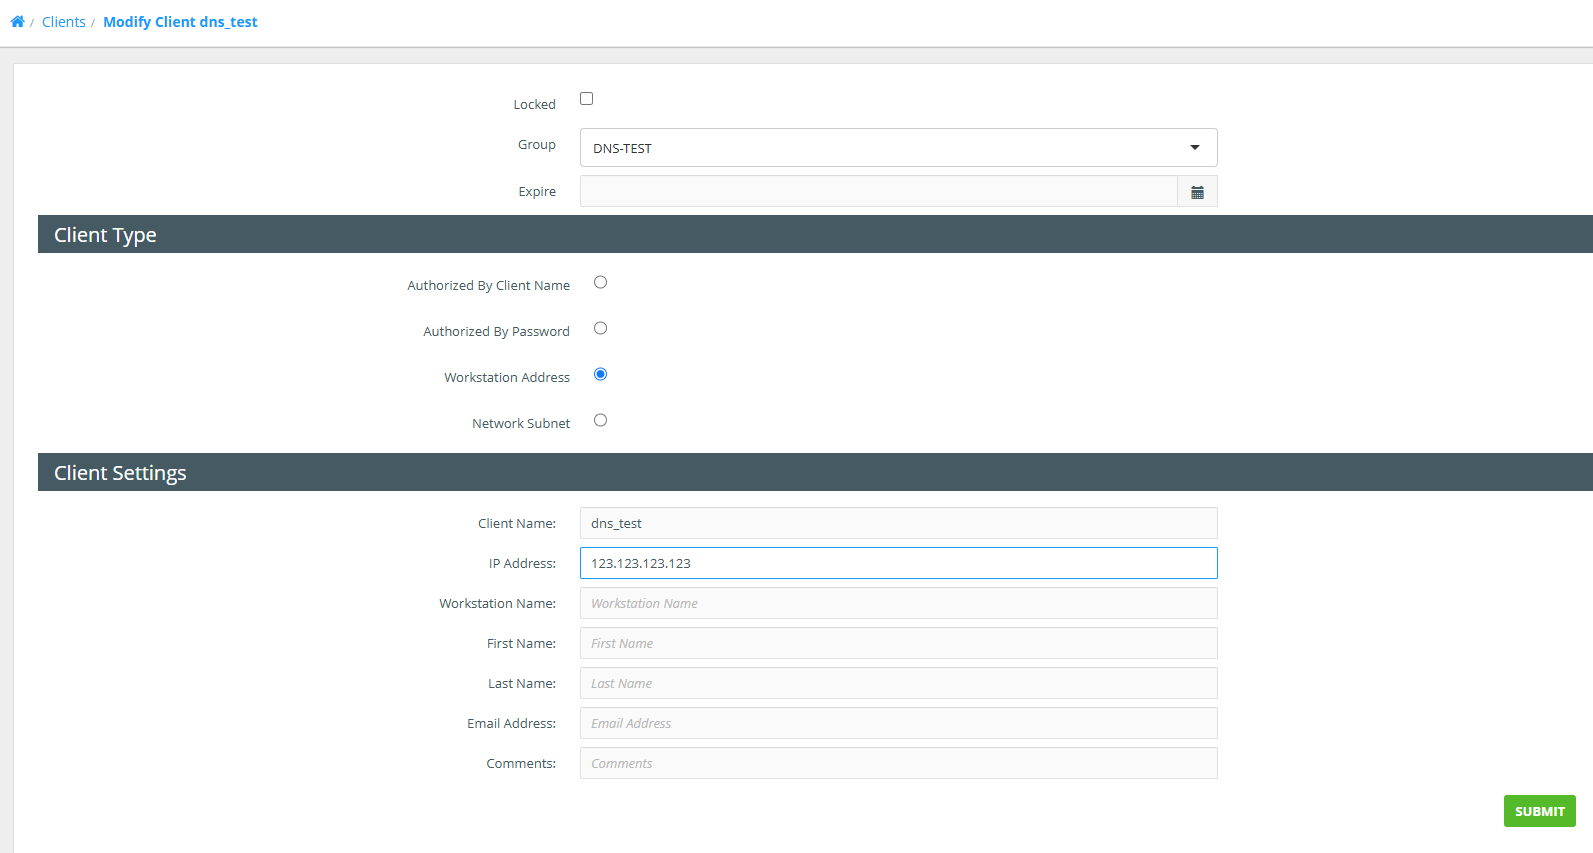 / Clients / Modify Client dns_test
Locked
Group DNS-TEST
Expire
Client Type
Authorized By Client Name
Authorized By Password
Workstation Address
Network Subnet
Client Settings
Client Name: dns_test
IP Address: 123.123.123.123
Workstation Name: Workstation Name
First Name: First Name
Last Name: Last Name
Email Address: Email Address
Comments: Comments
SUBMIT